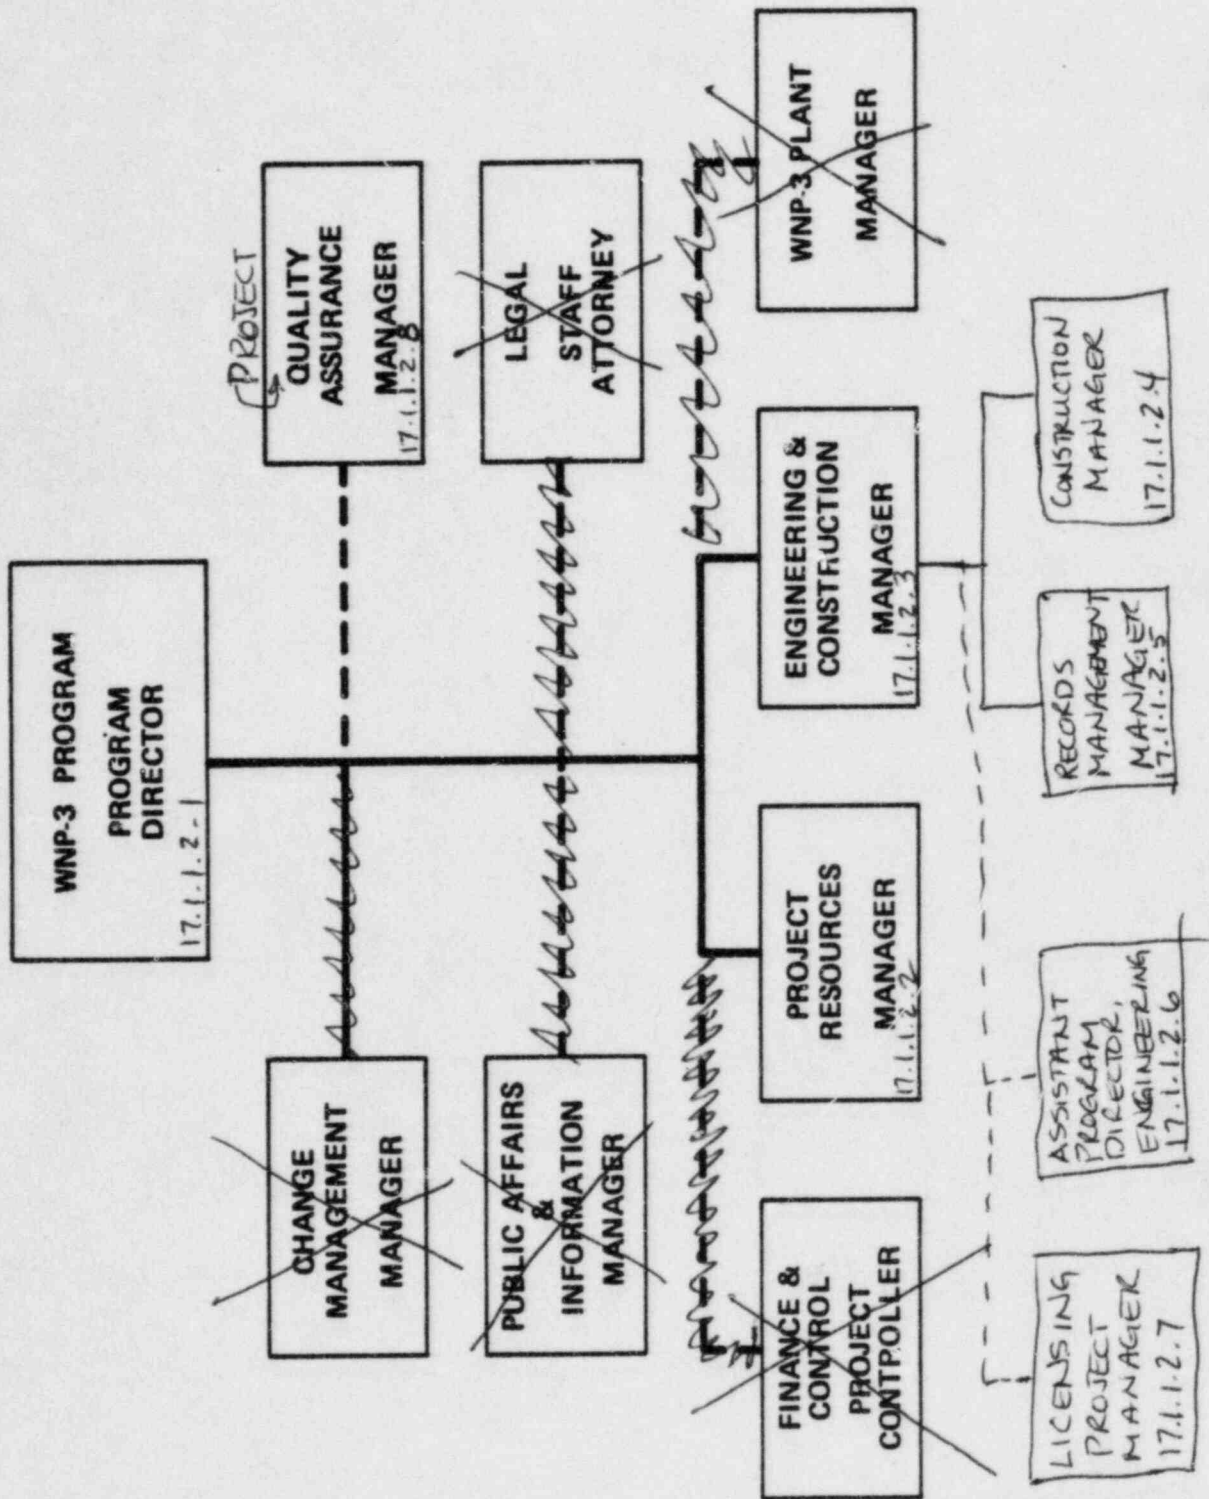 WNP-3 PROGRAM
PROGRAM
DIRECTOR
17.1.1.2.1
CHANGE
MANAGEMENT
MANAGER
PROJECT
QUALITY
ASSURANCE
MANAGER
17.1.1.2.8
PUBLIC AFFAIRS
&
INFORMATION
MANAGER
LEGAL
STAFF
ATTORNEY
FINANCE &
CONTROL
PROJECT
CONTPOLLER
PROJECT
RESOURCES
MANAGER
17.1.1.2.2
ENGINEERING &
CONSTRUCTION
MANAGER
17.1.1.2.3
WNP-3 PLANT
MANAGER
LICENSING
PROJECT
MANAGER
17.1.1.2.7
ASSISTANT
PROGRAM
DIRECTOR,
ENGINEERING
17.1.1.2.6
RECORDS
MANAGEMENT
MANAGER
17.1.1.2.5
CONSTRUCTION
MANAGER
17.1.1.2.4